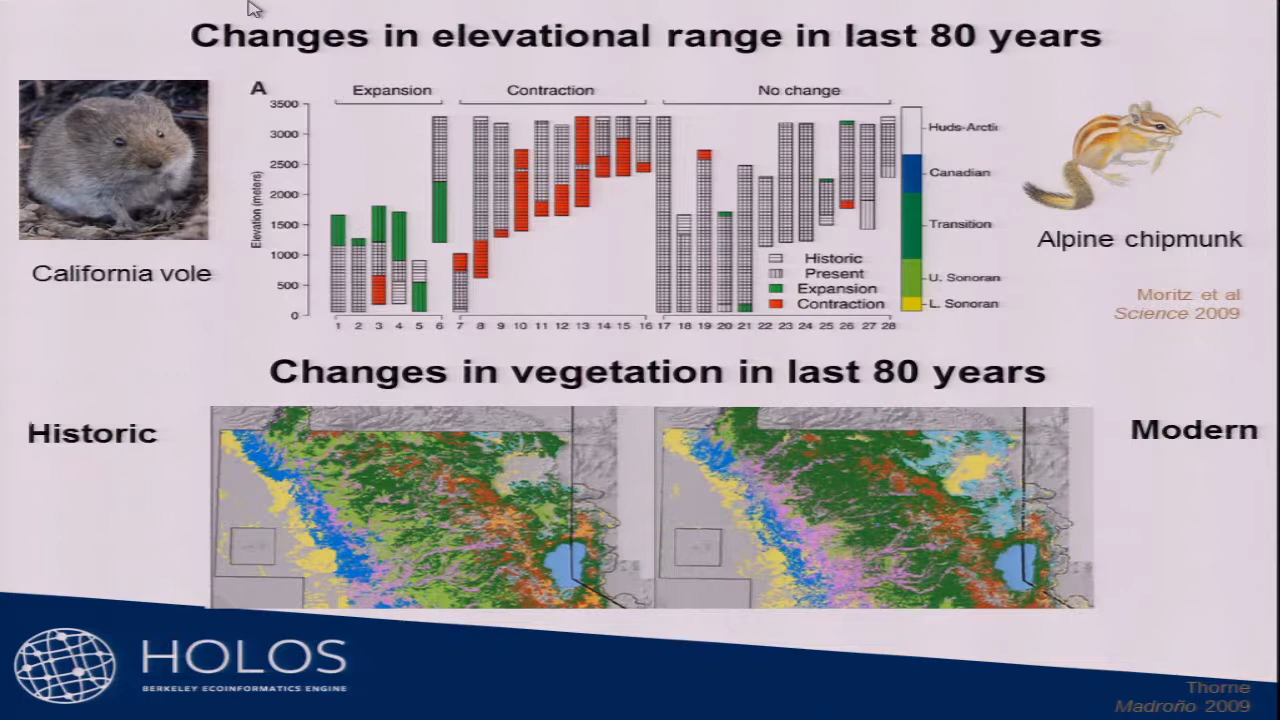 Changes in elevational range in last 80 years
A
Expansion
Contraction
No change
3500
3000
2500
2000
1500
1000
500
0
Elevation (meters)
1 2 3 4 5 6 7 8 9 10 11 12 13 14 15 16 17 18 19 20 21 22 23 24 25 26 27 28
Historic
Present
Expansion
Contraction
Huds-Arctic
Canadian
Transition
U. Sonoran
L. Sonoran
California vole
Alpine chipmunk
Moritz et al
Science 2009
Changes in vegetation in last 80 years
Historic
Modern
HOLOS
BERKELEY ECOINFORMATICS ENGINE
Thorne
Madroño 2009